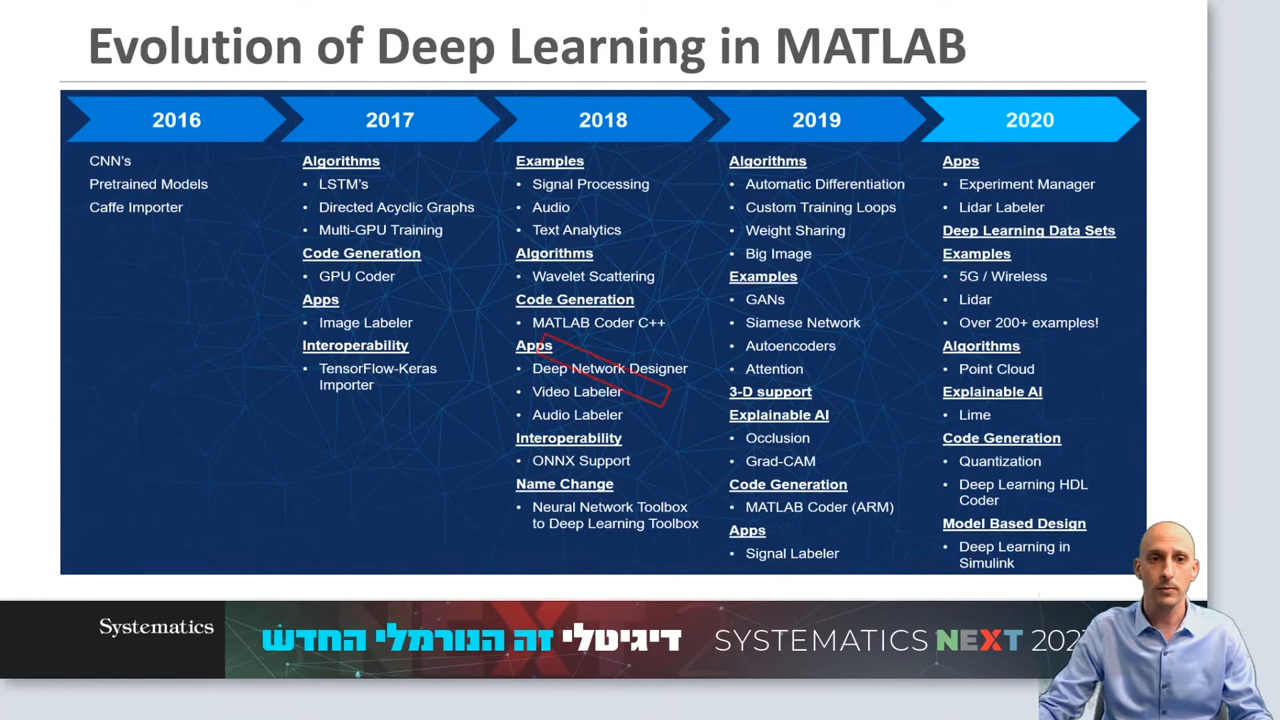 Evolution of Deep Learning in MATLAB
2016
CNN's
Pretrained Models
Caffe Importer
2017
Algorithms
• LSTM's
• Directed Acyclic Graphs
• Multi-GPU Training
Code Generation
• GPU Coder
Apps
• Image Labeler
Interoperability
• TensorFlow-Keras
Importer
2018
Examples
• Signal Processing
• Audio
• Text Analytics
Algorithms
• Wavelet Scattering
Code Generation
• MATLAB Coder C++
Apps
• Deep Network Designer
• Video Labeler
• Audio Labeler
Interoperability
• ONNX Support
Name Change
• Neural Network Toolbox
to Deep Learning Toolbox
2019
Algorithms
• Automatic Differentiation
• Custom Training Loops
• Weight Sharing
• Big Image
Examples
• GANs
• Siamese Network
• Autoencoders
• Attention
3-D support
Explainable AI
• Occlusion
• Grad-CAM
Code Generation
• MATLAB Coder (ARM)
Apps
• Signal Labeler
2020
Apps
• Experiment Manager
• Lidar Labeler
Deep Learning Data Sets
Examples
• 5G / Wireless
• Lidar
• Over 200+ examples!
Algorithms
• Point Cloud
Explainable AI
• Lime
Code Generation
• Quantization
• Deep Learning HDL
Coder
Model Based Design
• Deep Learning in
Simulink
Systematics
דיגיטלי זה הנורמלי החדש
SYSTEMATICS NEXT